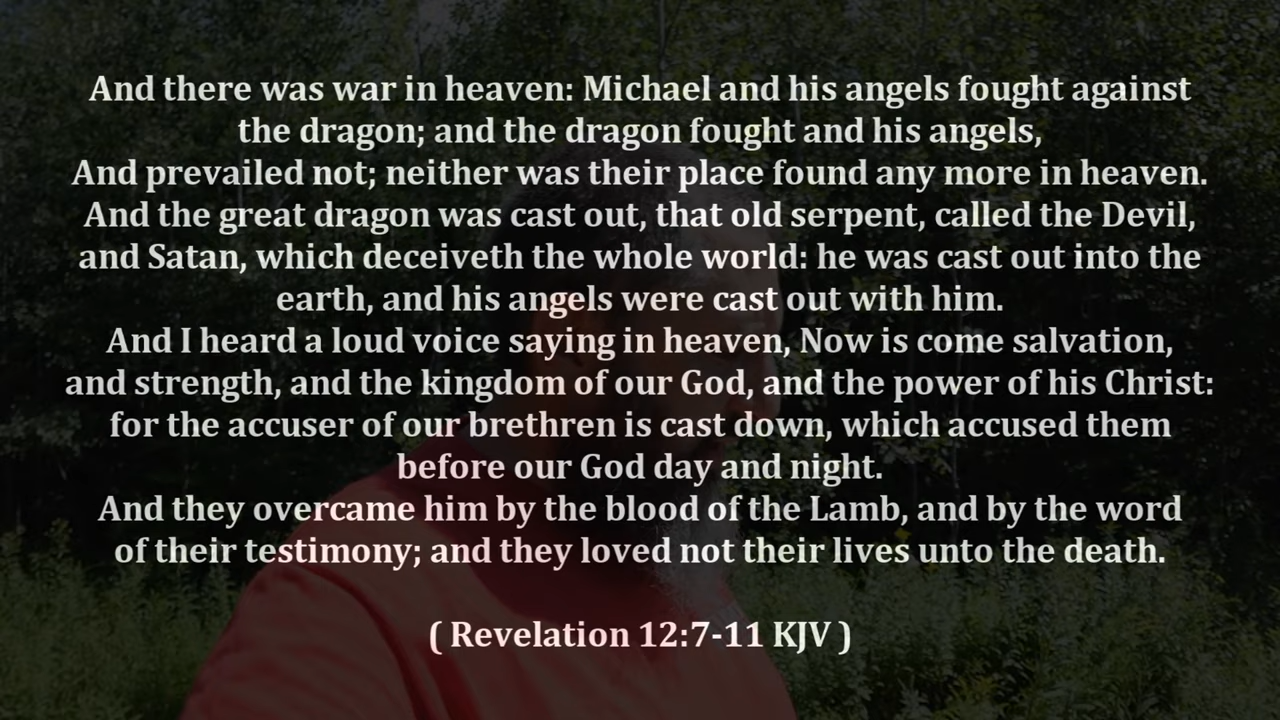 And there was war in heaven: Michael and his angels fought against
the dragon; and the dragon fought and his angels,
And prevailed not; neither was their place found any more in heaven.
And the great dragon was cast out, that old serpent, called the Devil,
and Satan, which deceiveth the whole world: he was cast out into the
earth, and his angels were cast out with him.
And I heard a loud voice saying in heaven, Now is come salvation,
and strength, and the kingdom of our God, and the power of his Christ:
for the accuser of our brethren is cast down, which accused them
before our God day and night.
And they overcame him by the blood of the Lamb, and by the word
of their testimony; and they loved not their lives unto the death.
( Revelation 12:7-11 KJV )